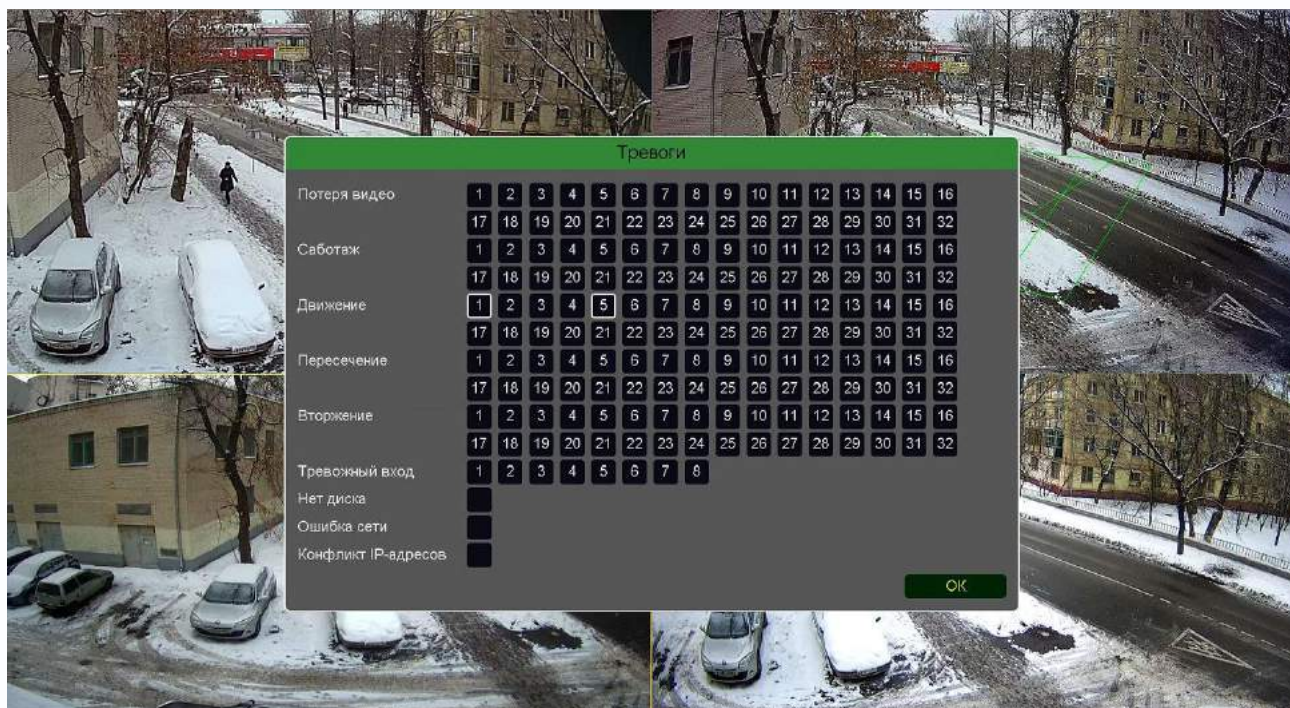 Тревоги
Потеря видео 1 2 3 4 5 6 7 8 9 10 11 12 13 14 15 16
17 18 19 20 21 22 23 24 25 26 27 28 29 30 31 32
Саботаж 1 2 3 4 5 6 7 8 9 10 11 12 13 14 15 16
17 18 19 20 21 22 23 24 25 26 27 28 29 30 31 32
Движение 1 2 3 4 5 6 7 8 9 10 11 12 13 14 15 16
17 18 19 20 21 22 23 24 25 26 27 28 29 30 31 32
Пересечение 1 2 3 4 5 6 7 8 9 10 11 12 13 14 15 16
17 18 19 20 21 22 23 24 25 26 27 28 29 30 31 32
Вторжение 1 2 3 4 5 6 7 8 9 10 11 12 13 14 15 16
17 18 19 20 21 22 23 24 25 26 27 28 29 30 31 32
Тревожный вход 1 2 3 4 5 6 7 8
Нет диска
Ошибка сети
Конфликт IP-адресов
OK